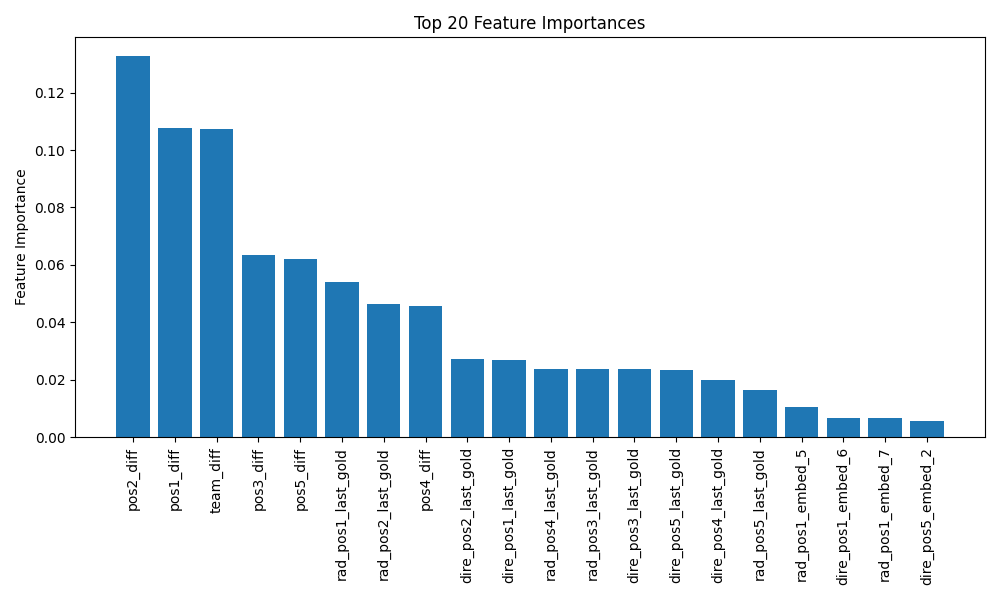 Top 20 Feature Importances
Feature Importance
0.12
0.10
0.08
0.06
0.04
0.02
0.00
pos2_diff
pos1_diff
team_diff
pos3_diff
pos5_diff
rad_pos1_last_gold
rad_pos2_last_gold
pos4_diff
dire_pos2_last_gold
dire_pos1_last_gold
rad_pos4_last_gold
rad_pos3_last_gold
dire_pos3_last_gold
dire_pos5_last_gold
dire_pos4_last_gold
rad_pos5_last_gold
rad_pos1_embed_5
dire_pos1_embed_6
rad_pos1_embed_7
dire_pos5_embed_2